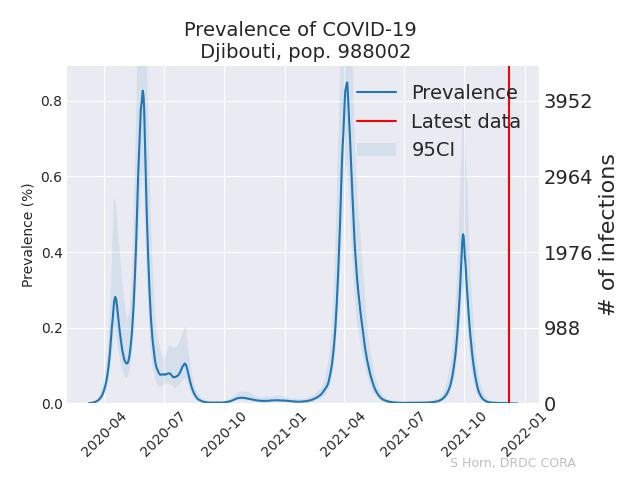 Prevalence of COVID-19
Djibouti, pop. 988002
Prevalence
Latest data
95CI
Prevalence (%)
0.8
0.6
0.4
0.2
0.0
3952
2964
1976
988
0
# of infections
2020-04
2020-07
2020-10
2021-01
2021-04
2021-07
2021-10
2022-01
S Horn, DRDC CORA